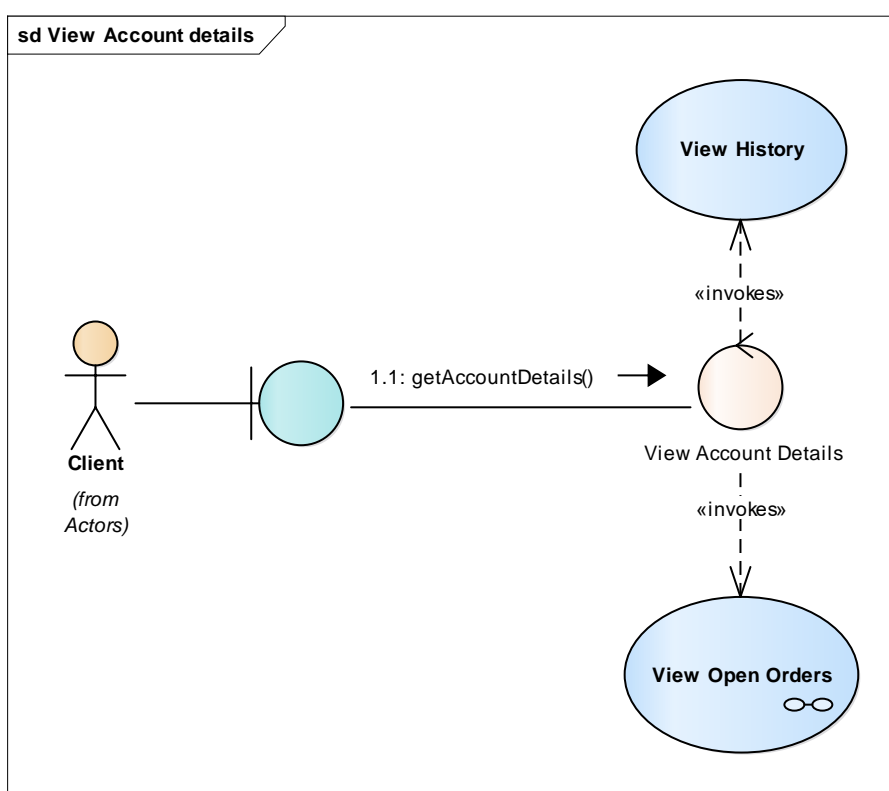 sd View Account details
View History
«invokes»
1.1: getAccountDetails()
Client
(from
Actors)
View Account Details
«invokes»
View Open Orders